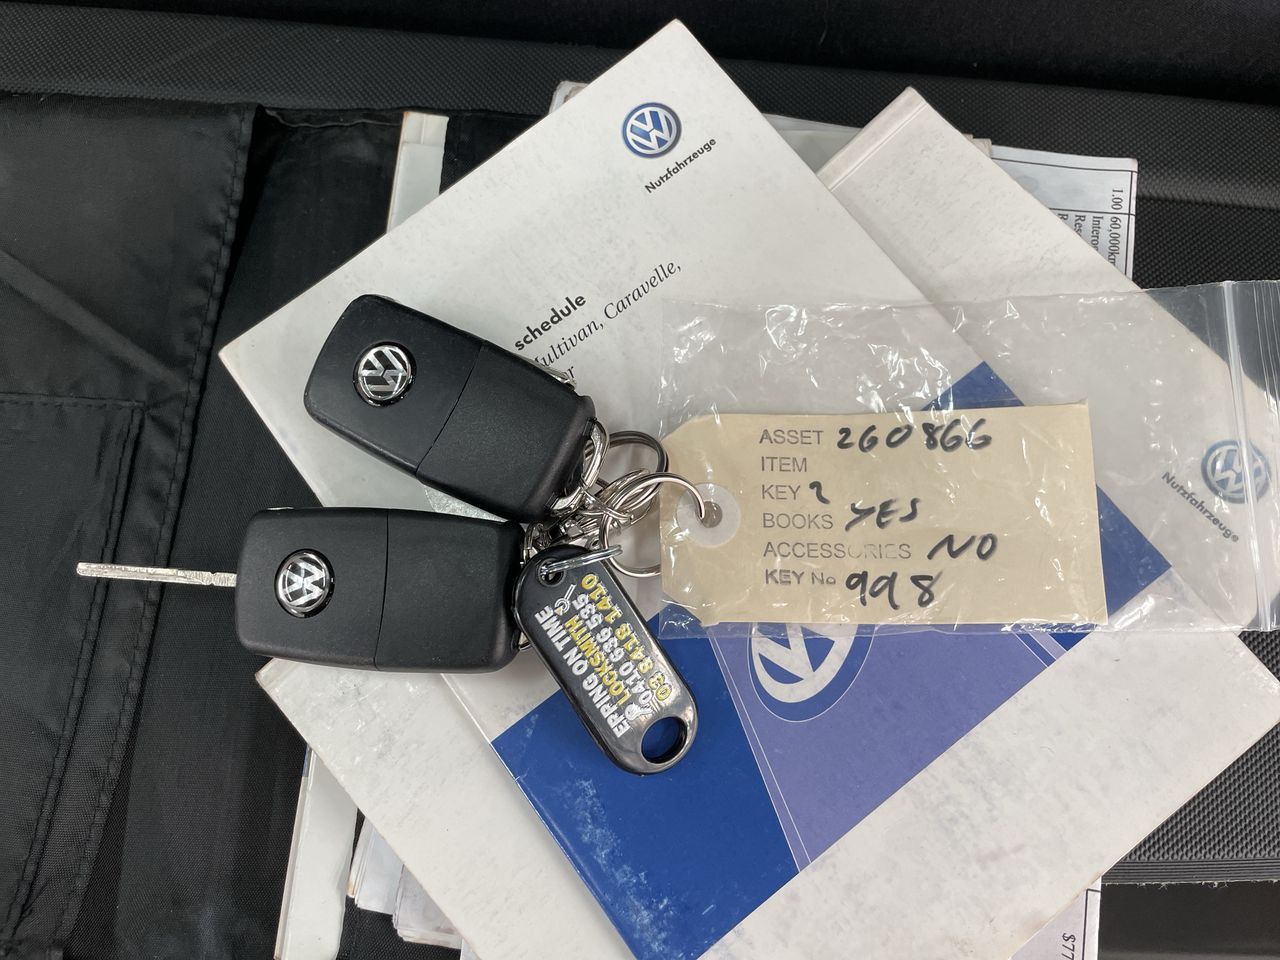 Nutzfahrzeuge
schedule
Multivan, Caravelle,
1.00 60,000km
ASSET 260866
ITEM
KEY 2
BOOKS YES
ACCESSORIES NO
KEY No 998
Nutzfahrzeuge
EPPING ON TIME
LOCKSMITH
0410 636 535
03 8418 1410